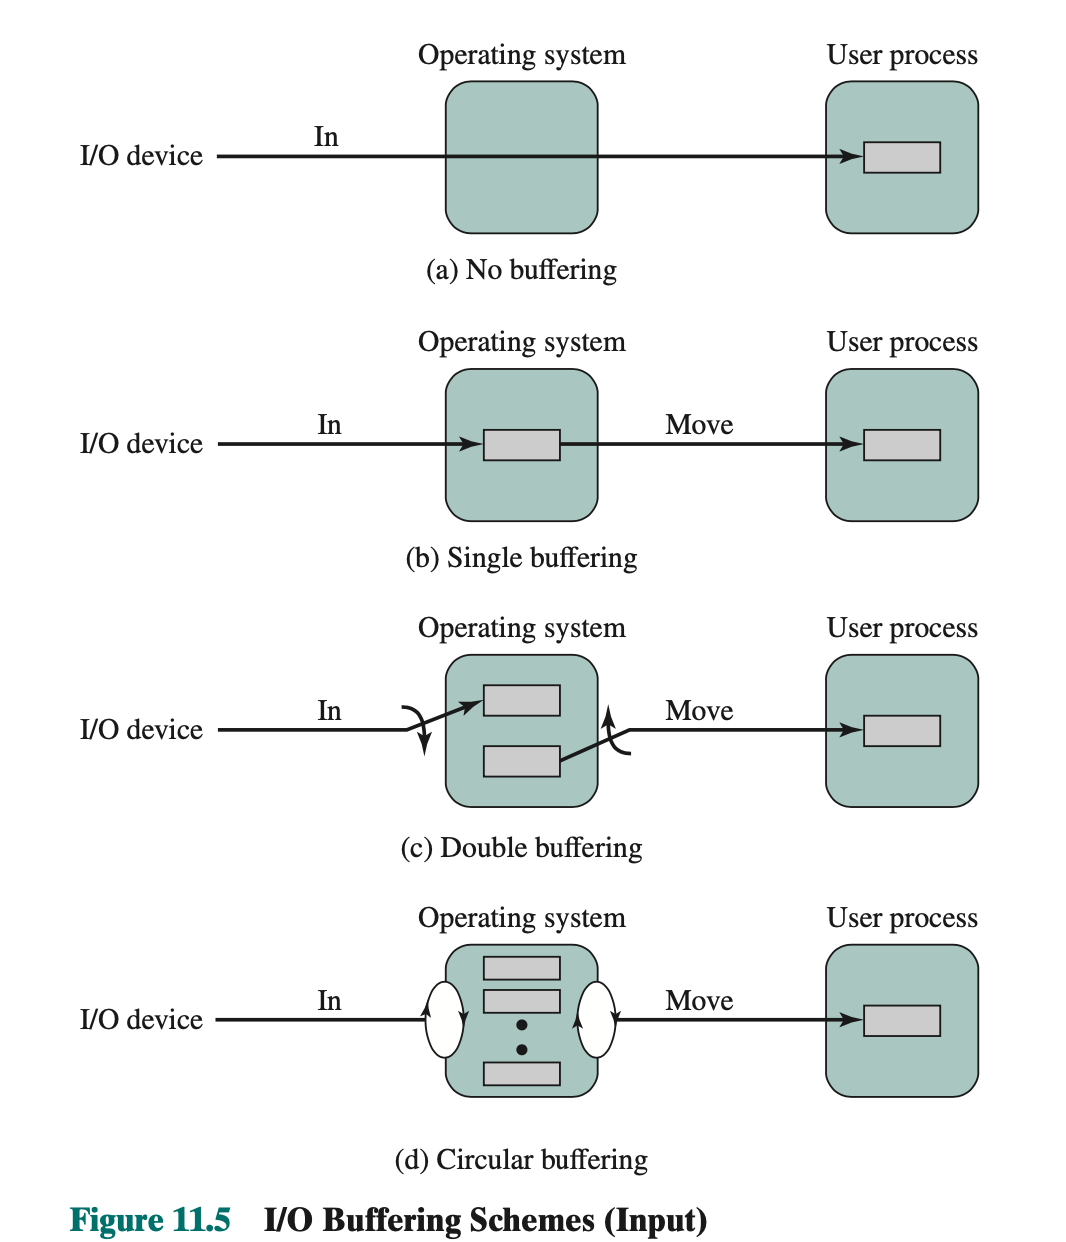 Operating system User process
In
I/O device
(a) No buffering
Operating system User process
In Move
I/O device
(b) Single buffering
Operating system User process
In Move
I/O device
(c) Double buffering
Operating system User process
In Move
I/O device
(d) Circular buffering
Figure 11.5 I/O Buffering Schemes (Input)